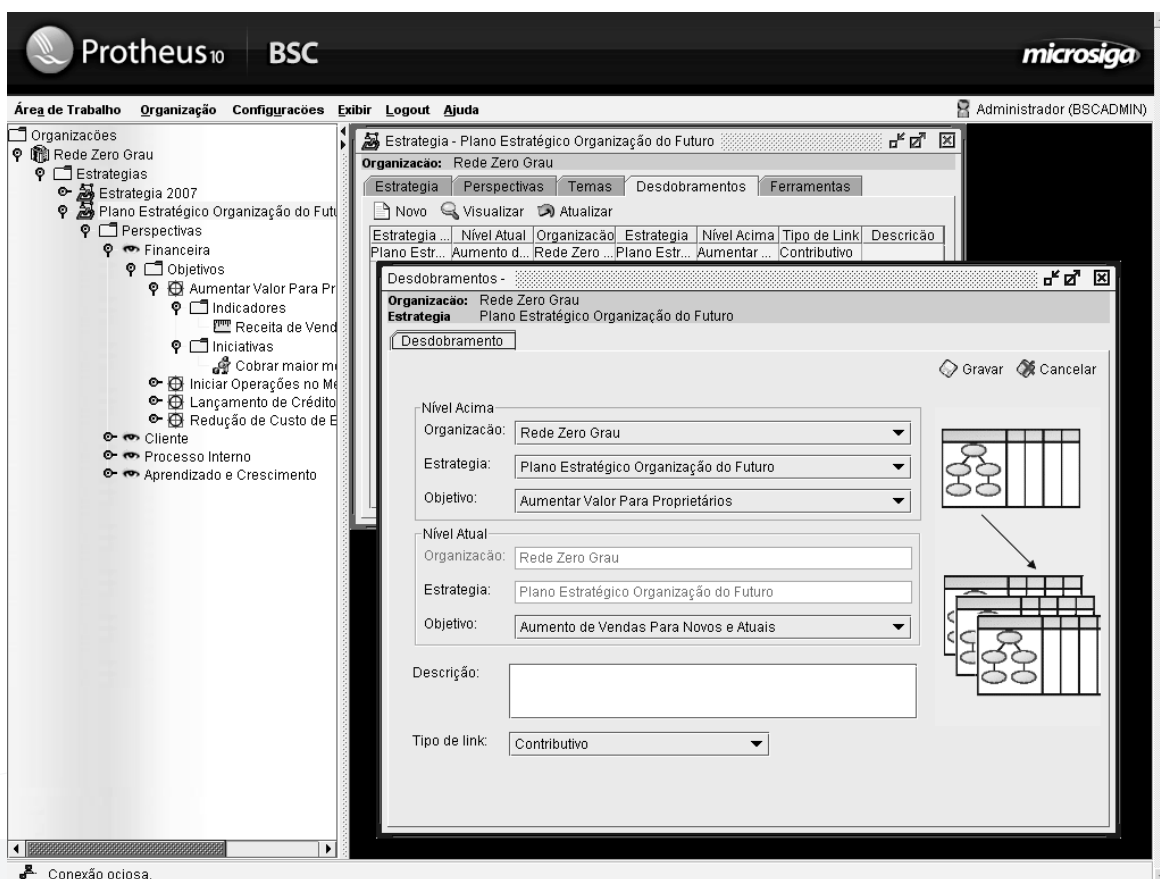 Protheus10 BSC microsiga
Área de Trabalho Organização Configuracões Exibir Logout Ajuda Administrador (BSCADMIN)
Organizacões
Rede Zero Grau
Estrategias
Estrategia 2007
Plano Estratégico Organização do Futu
Perspectivas
Financeira
Objetivos
Aumentar Valor Para Pr
Indicadores
Receita de Vend
Iniciativas
Cobrar maior m
Iniciar Operações no Me
Lançamento de Crédito
Redução de Custo de E
Cliente
Processo Interno
Aprendizado e Crescimento
Estrategia - Plano Estratégico Organização do Futuro
Organizacão: Rede Zero Grau
Estrategia Perspectivas Temas Desdobramentos Ferramentas
Novo Visualizar Atualizar
Estrategia ... Nível Atual Organizacão Estrategia Nível Acima Tipo de Link Descricão
Plano Estr... Aumento d... Rede Zero ... Plano Estr... Aumentar ... Contributivo
Desdobramentos -
Organizacão: Rede Zero Grau
Estrategia Plano Estratégico Organização do Futuro
Desdobramento
Gravar Cancelar
Nível Acima
Organizacão: Rede Zero Grau
Estrategia: Plano Estratégico Organização do Futuro
Objetivo: Aumentar Valor Para Proprietários
Nível Atual
Organizacão: Rede Zero Grau
Estrategia: Plano Estratégico Organização do Futuro
Objetivo: Aumento de Vendas Para Novos e Atuais
Descrição:
Tipo de link: Contributivo
Conexão ociosa.